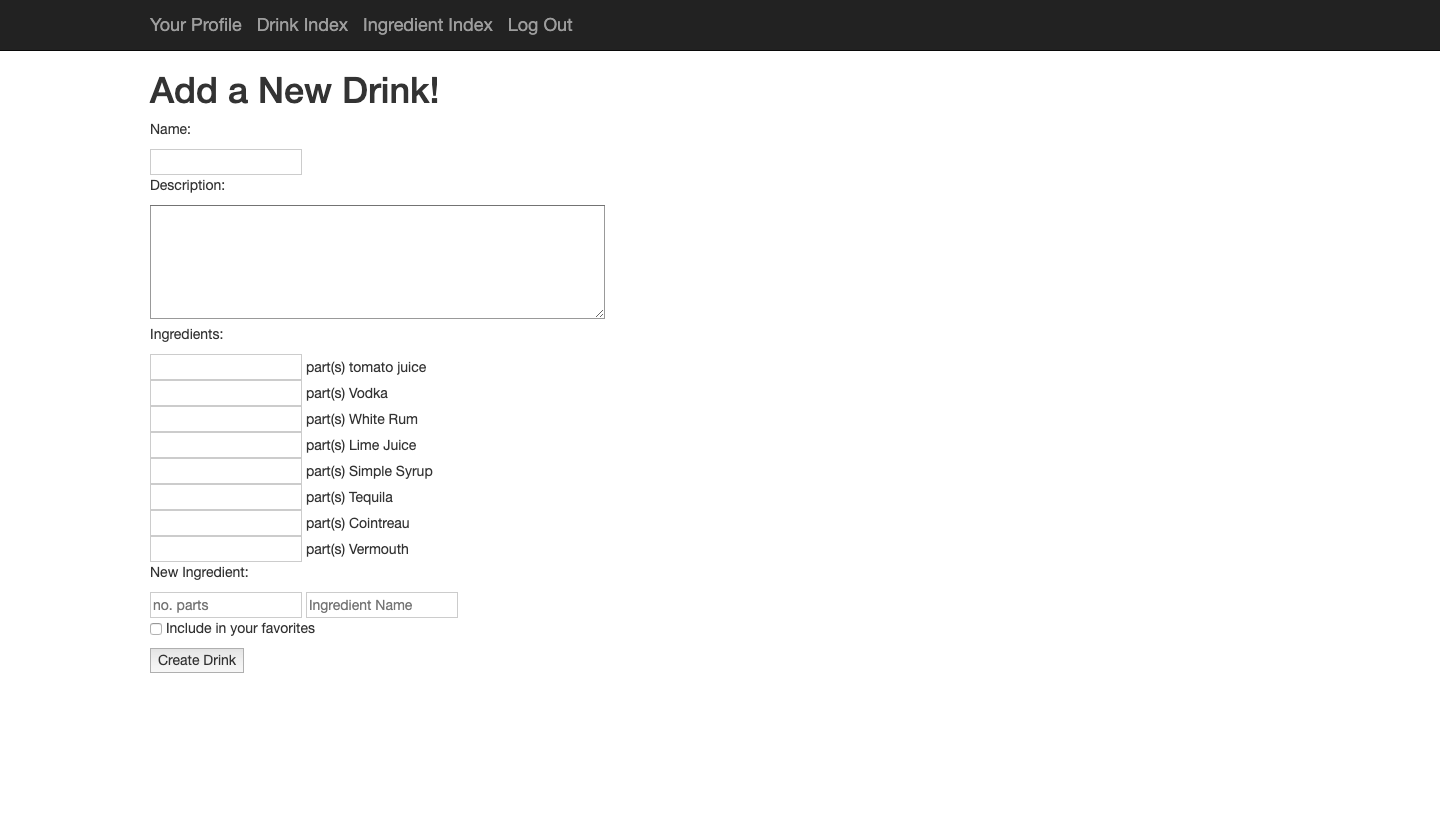 Your Profile Drink Index Ingredient Index Log Out
Add a New Drink!
Name:
Description:
Ingredients:
part(s) tomato juice
part(s) Vodka
part(s) White Rum
part(s) Lime Juice
part(s) Simple Syrup
part(s) Tequila
part(s) Cointreau
part(s) Vermouth
New Ingredient:
no. parts Ingredient Name
Include in your favorites
Create Drink